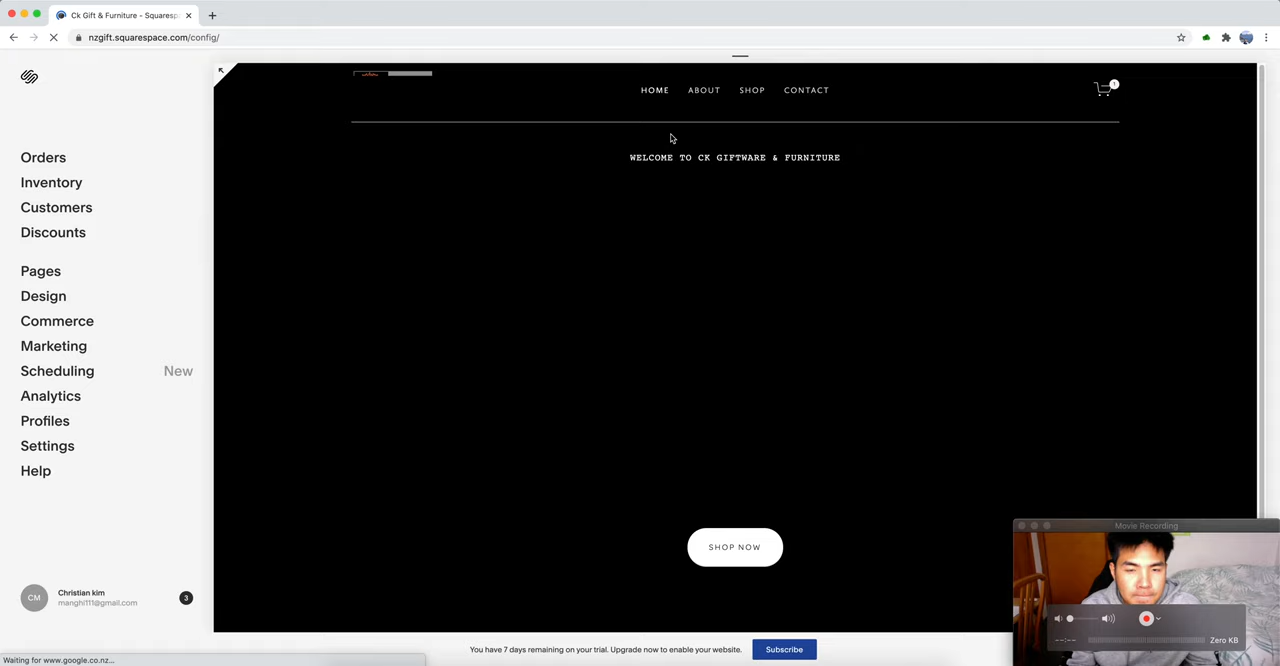 Ck Gift & Furniture - Squaresp
nzgift.squarespace.com/config/
HOME ABOUT SHOP CONTACT
1
WELCOME TO CK GIFTWARE & FURNITURE
Orders
Inventory
Customers
Discounts
Pages
Design
Commerce
Marketing
Scheduling New
Analytics
Profiles
Settings
Help
SHOP NOW
Movie Recording
--:-- Zero KB
CM Christian kim
manghi111@gmail.com
3
You have 7 days remaining on your trial. Upgrade now to enable your website. Subscribe
Waiting for www.google.co.nz...